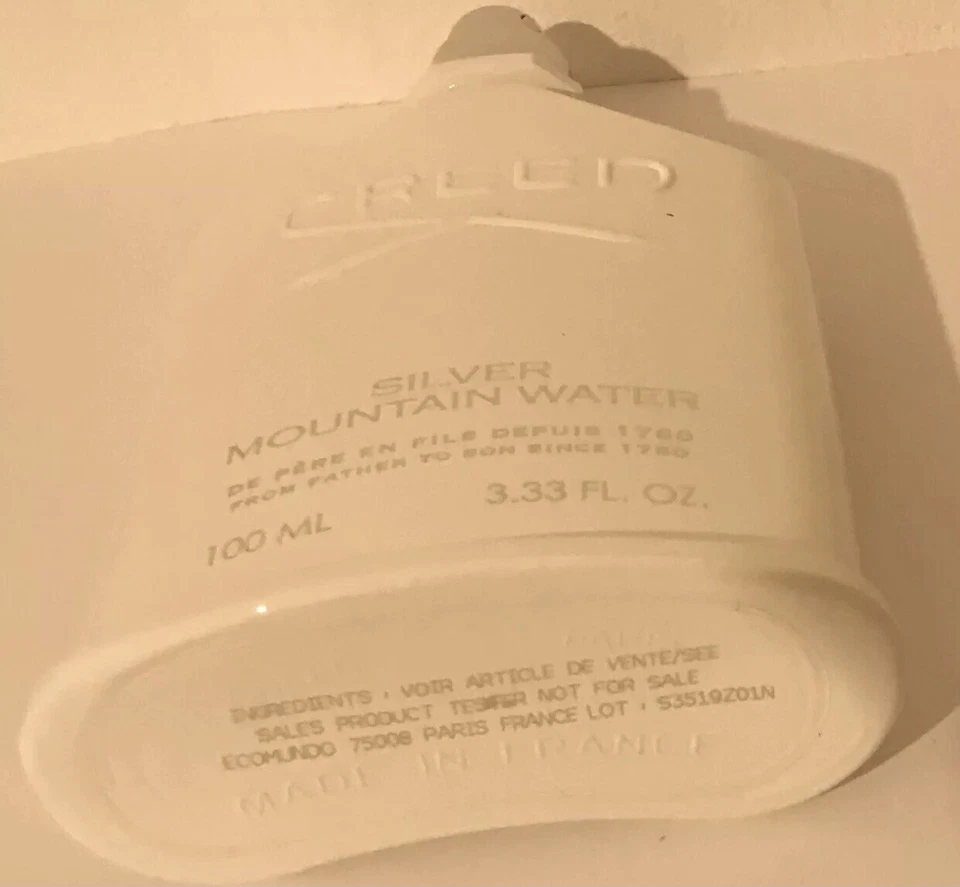 CREED
SILVER
MOUNTAIN WATER
DE PÈRE EN FILS DEPUIS 1760
FROM FATHER TO SON SINCE 1760
100 ML 3.33 FL. OZ.
INGREDIENTS : VOIR ARTICLE DE VENTE/SEE
SALES PRODUCT TESTER NOT FOR SALE
ECOMUNDO 75008 PARIS FRANCE LOT : S3519Z01N
MADE IN FRANCE